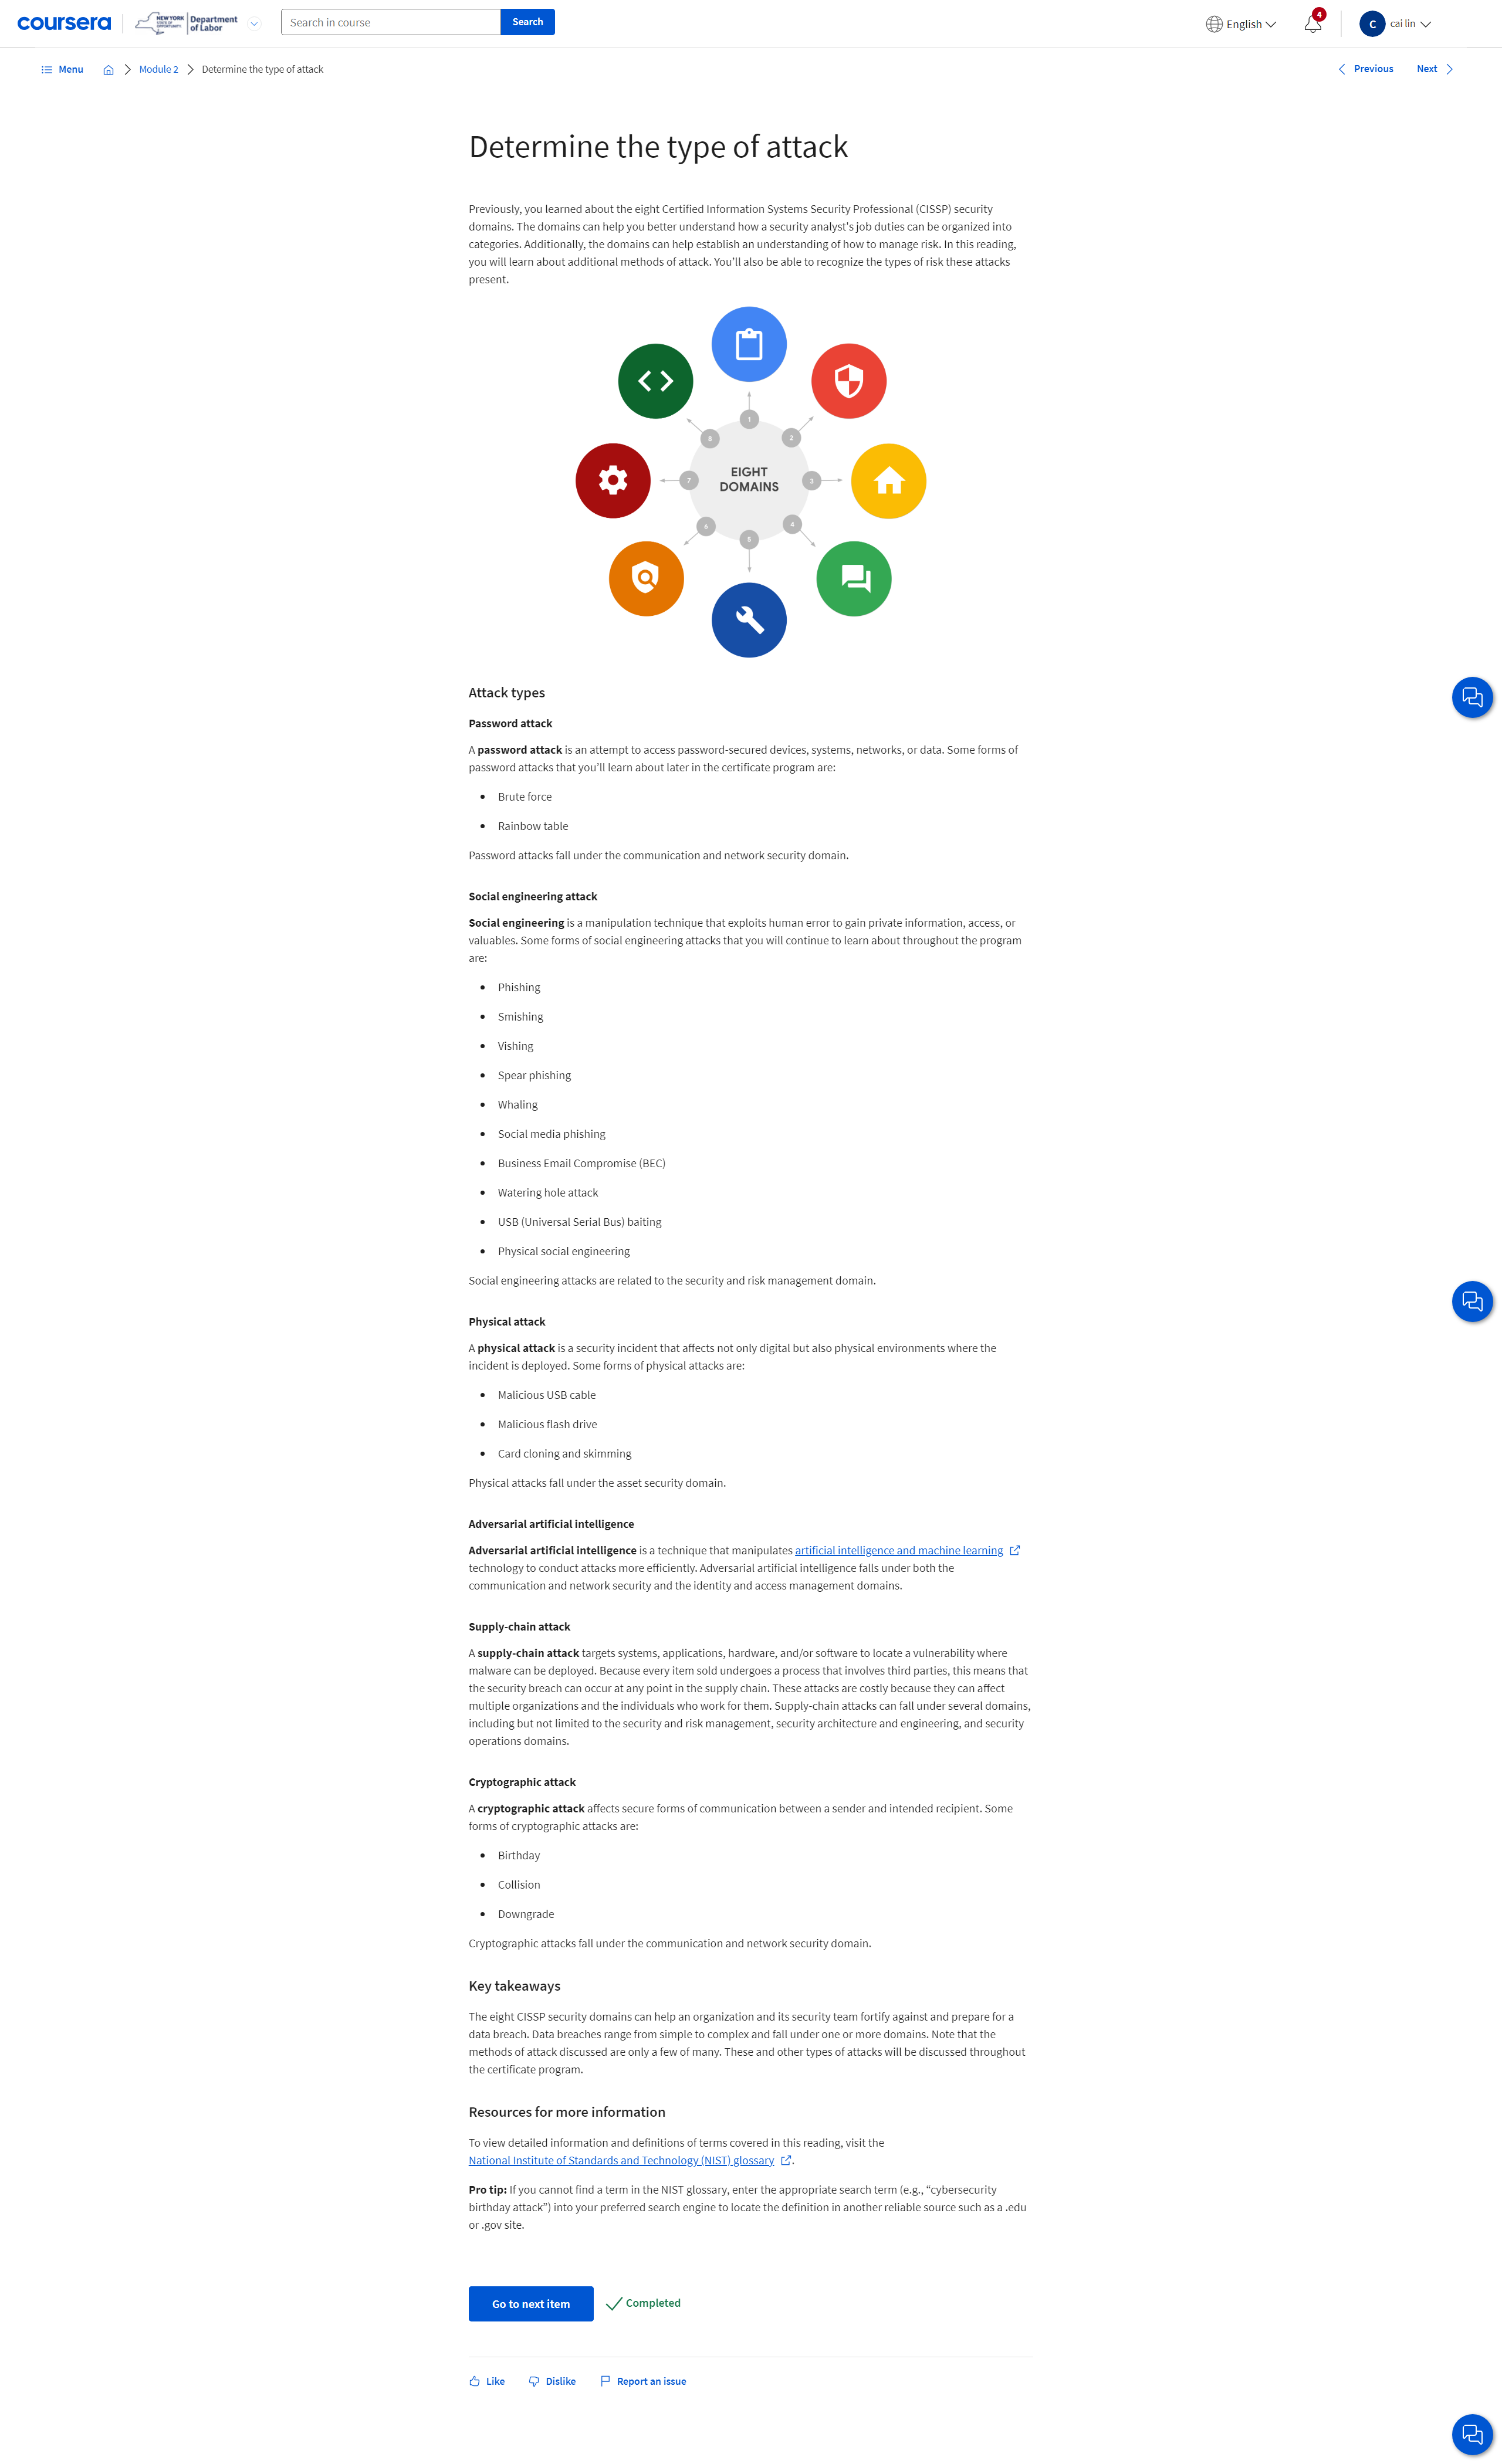 coursera
NEW YORK
STATE OF
OPPORTUNITY
Department
of Labor
Search in course
Search
English
4
C
cai lin
Menu
Module 2
Determine the type of attack
Previous
Next
Determine the type of attack
Previously, you learned about the eight Certified Information Systems Security Professional (CISSP) security
domains. The domains can help you better understand how a security analyst's job duties can be organized into
categories. Additionally, the domains can help establish an understanding of how to manage risk. In this reading,
you will learn about additional methods of attack. You'll also be able to recognize the types of risk these attacks
present.
1
8
2
EIGHT
DOMAINS
7
3
6
4
5
Attack types
Password attack
A password attack is an attempt to access password-secured devices, systems, networks, or data. Some forms of
password attacks that you'll learn about later in the certificate program are:
• Brute force
• Rainbow table
Password attacks fall under the communication and network security domain.
Social engineering attack
Social engineering is a manipulation technique that exploits human error to gain private information, access, or
valuables. Some forms of social engineering attacks that you will continue to learn about throughout the program
are:
• Phishing
• Smishing
• Vishing
• Spear phishing
• Whaling
• Social media phishing
• Business Email Compromise (BEC)
• Watering hole attack
• USB (Universal Serial Bus) baiting
• Physical social engineering
Social engineering attacks are related to the security and risk management domain.
Physical attack
A physical attack is a security incident that affects not only digital but also physical environments where the
incident is deployed. Some forms of physical attacks are:
• Malicious USB cable
• Malicious flash drive
• Card cloning and skimming
Physical attacks fall under the asset security domain.
Adversarial artificial intelligence
Adversarial artificial intelligence is a technique that manipulates artificial intelligence and machine learning
technology to conduct attacks more efficiently. Adversarial artificial intelligence falls under both the
communication and network security and the identity and access management domains.
Supply-chain attack
A supply-chain attack targets systems, applications, hardware, and/or software to locate a vulnerability where
malware can be deployed. Because every item sold undergoes a process that involves third parties, this means that
the security breach can occur at any point in the supply chain. These attacks are costly because they can affect
multiple organizations and the individuals who work for them. Supply-chain attacks can fall under several domains,
including but not limited to the security and risk management, security architecture and engineering, and security
operations domains.
Cryptographic attack
A cryptographic attack affects secure forms of communication between a sender and intended recipient. Some
forms of cryptographic attacks are:
• Birthday
• Collision
• Downgrade
Cryptographic attacks fall under the communication and network security domain.
Key takeaways
The eight CISSP security domains can help an organization and its security team fortify against and prepare for a
data breach. Data breaches range from simple to complex and fall under one or more domains. Note that the
methods of attack discussed are only a few of many. These and other types of attacks will be discussed throughout
the certificate program.
Resources for more information
To view detailed information and definitions of terms covered in this reading, visit the
National Institute of Standards and Technology (NIST) glossary.
Pro tip: If you cannot find a term in the NIST glossary, enter the appropriate search term (e.g., “cybersecurity
birthday attack”) into your preferred search engine to locate the definition in another reliable source such as a .edu
or .gov site.
Go to next item
Completed
Like
Dislike
Report an issue